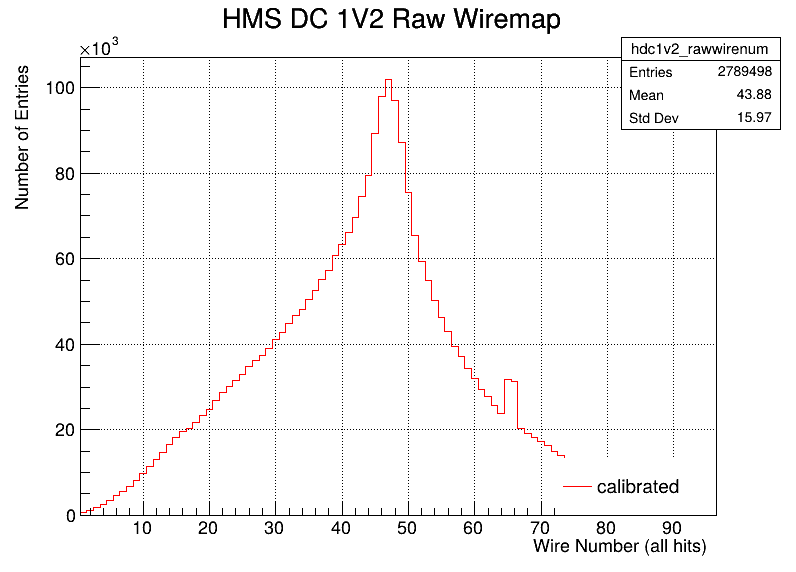 HMS DC 1V2 Raw Wiremap
×10³
hdc1v2_rawwirenum
Entries 2789498
Mean 43.88
Std Dev 15.97
Number of Entries
100
80
60
40
20
0
calibrated
10 20 30 40 50 60 70 80 90
Wire Number (all hits)